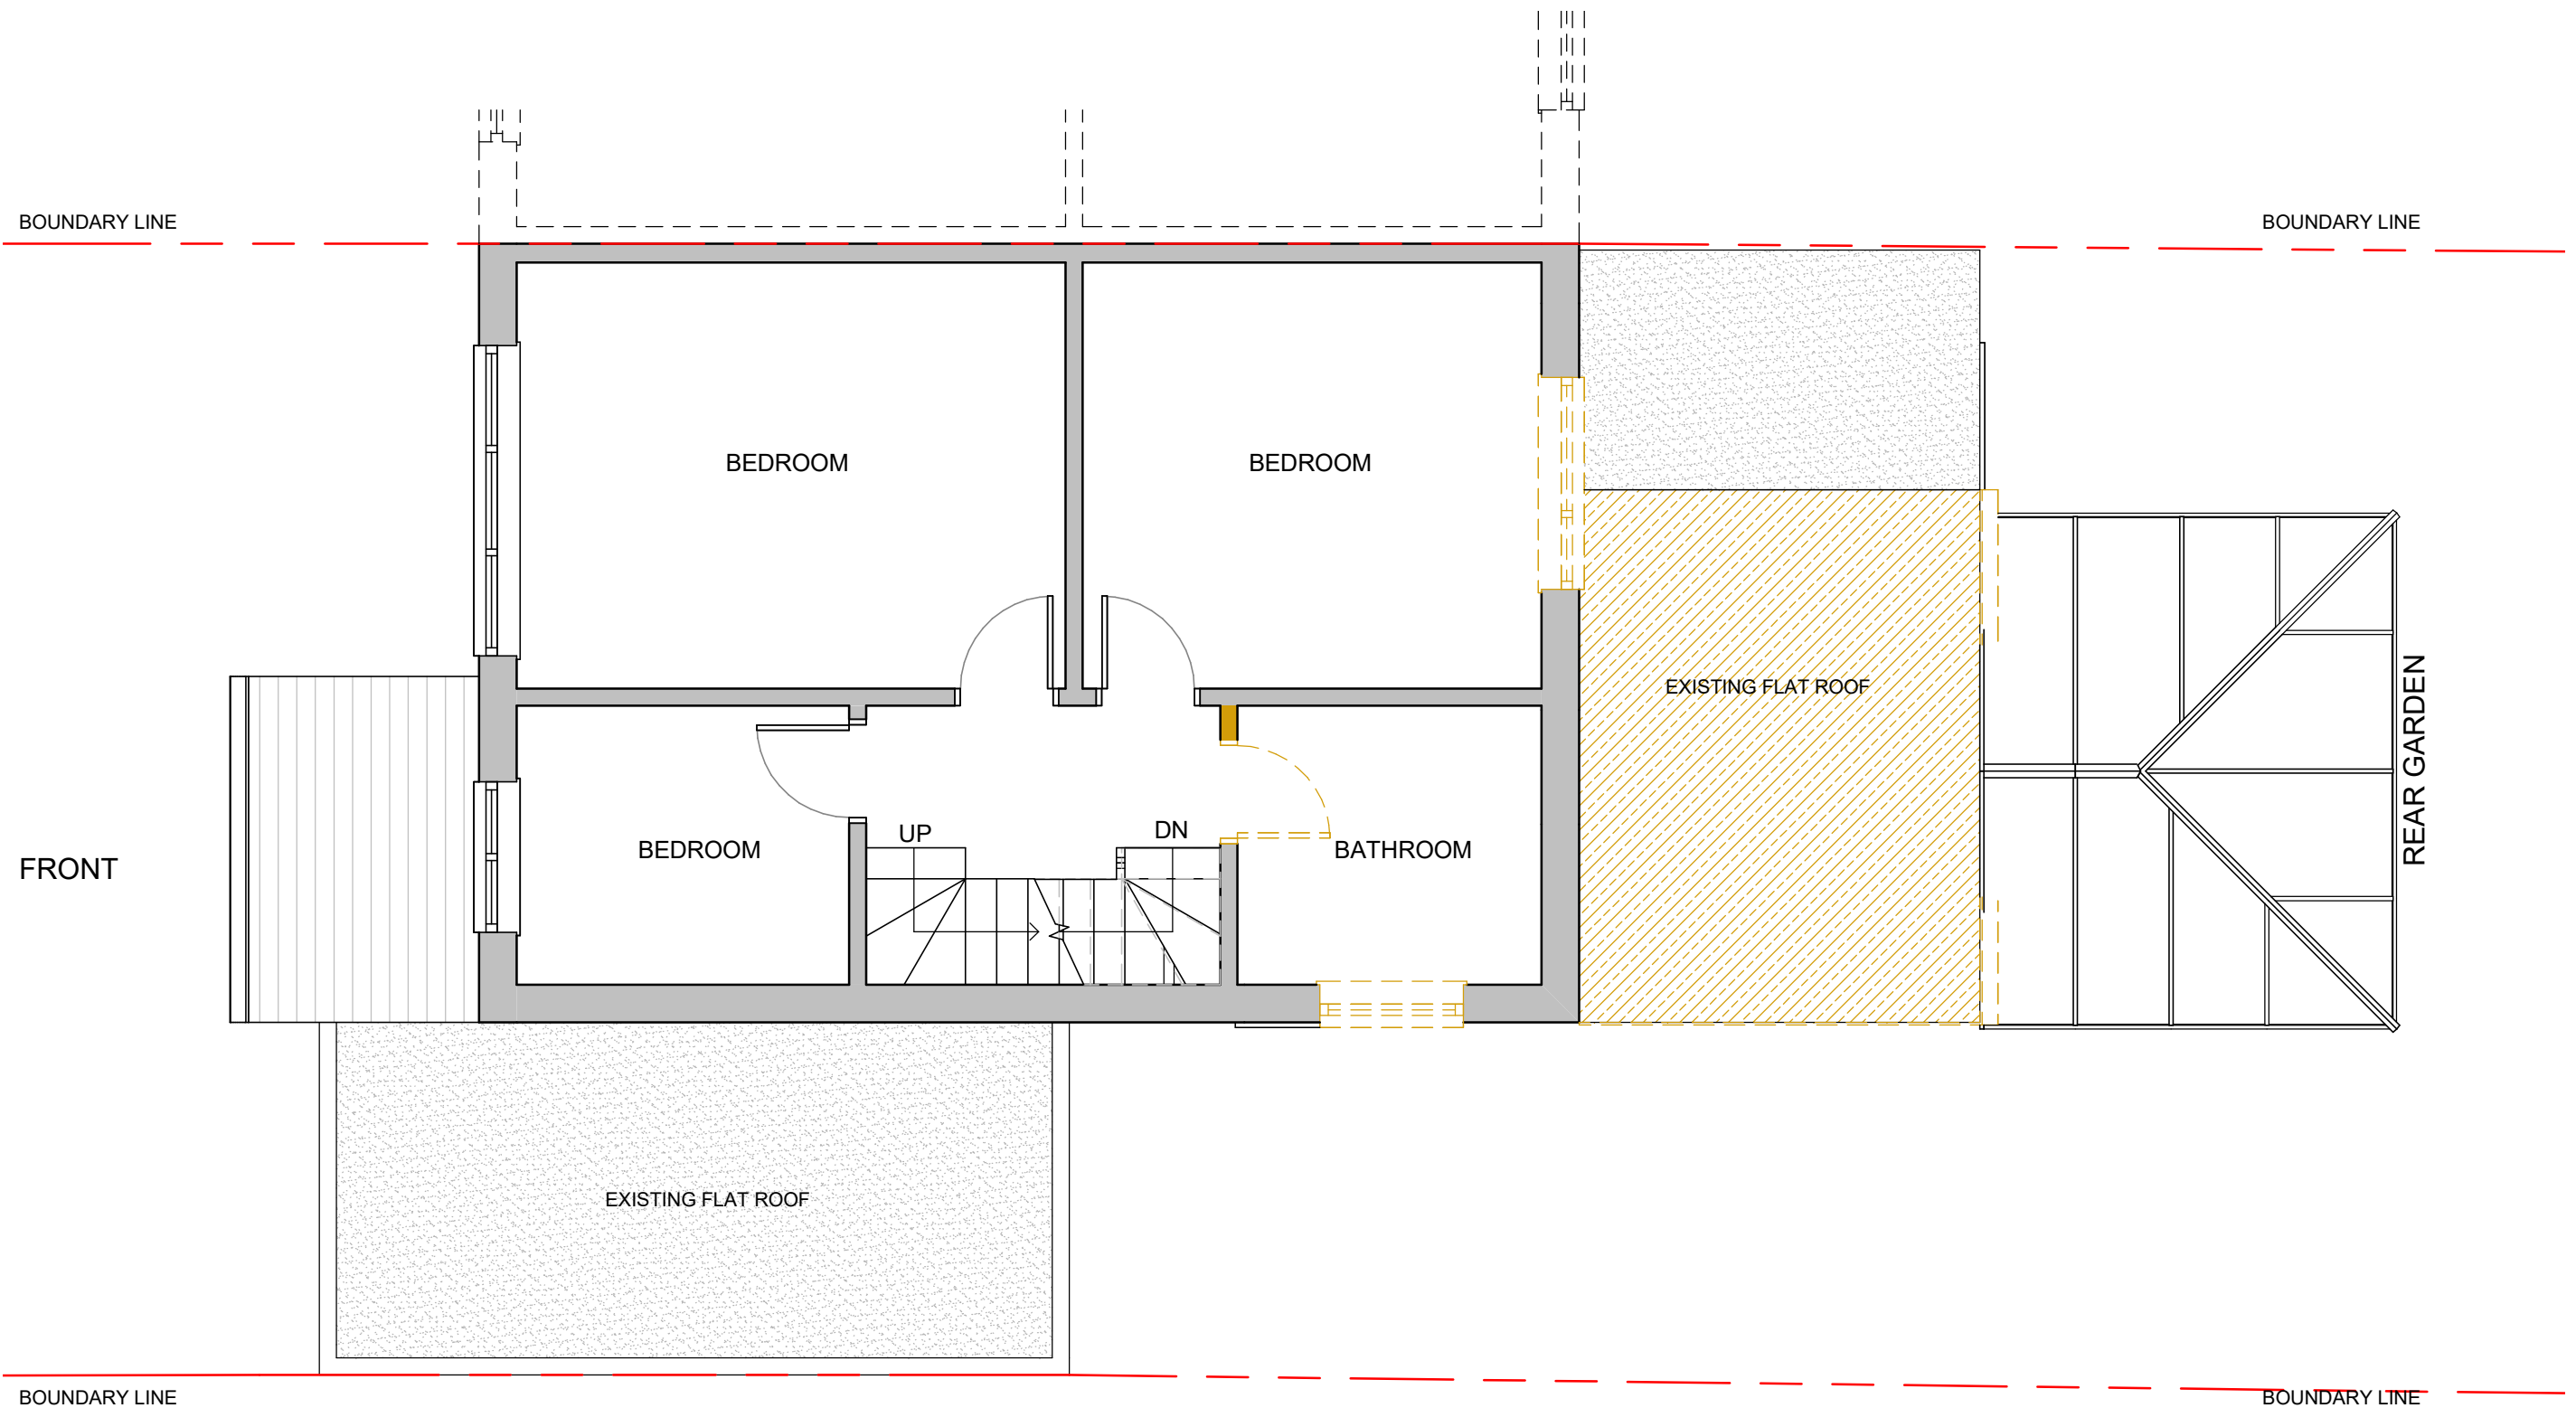 BOUNDARY LINE
BOUNDARY LINE
BEDROOM
BEDROOM
EXISTING FLAT ROOF
REAR GARDEN
UP
DN
BEDROOM
BATHROOM
FRONT
EXISTING FLAT ROOF
BOUNDARY LINE
BOUNDARY LINE